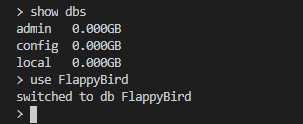 > show dbs
admin   0.000GB
config  0.000GB
local   0.000GB
> use FlappyBird
switched to db FlappyBird
>